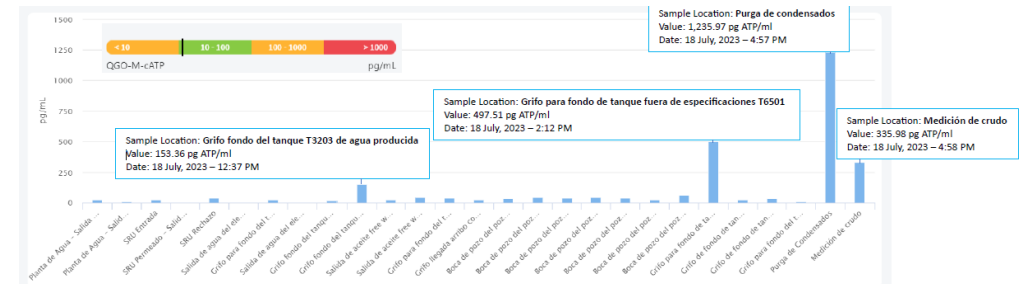 Sample Location: Purga de condensados
Value: 1,235.97 pg ATP/ml
Date: 18 July, 2023 – 4:57 PM
1500
1250
1000
750
500
250
0
pg/mL
<10
10 - 100
100 - 1000
> 1000
QGO-M-cATP
pg/mL
Sample Location: Grifo para fondo de tanque fuera de especificaciones T6501
Value: 497.51 pg ATP/ml
Date: 18 July, 2023 – 2:12 PM
Sample Location: Medición de crudo
Value: 335.98 pg ATP/ml
Date: 18 July, 2023 – 4:58 PM
Sample Location: Grifo fondo del tanque T3203 de agua producida
Value: 153.36 pg ATP/ml
Date: 18 July, 2023 – 12:37 PM
Planta de Agua - Salida ...
Planta de Agua - Salid...
SRU Entrada
SRU Permeado - Salid...
SRU Rechazo
Salida de agua del ele...
Grifo para fondo del t...
Salida de agua del ele...
Grifo fondo del tanqu...
Grifo fondo del tanqu...
Salida de aceite free w...
Salida de aceite free w...
Grifo para fondo del t...
Grifo llegada arribo co...
Boca de pozo del poz...
Boca de pozo del poz...
Boca de pozo del poz...
Boca de pozo del poz...
Boca de pozo del poz...
Boca de pozo del poz...
Grifo para fondo de ta...
Grifo de fondo de tan...
Grifo de fondo de tan...
Grifo para fondo del t...
Purga de Condensados
Medición de crudo